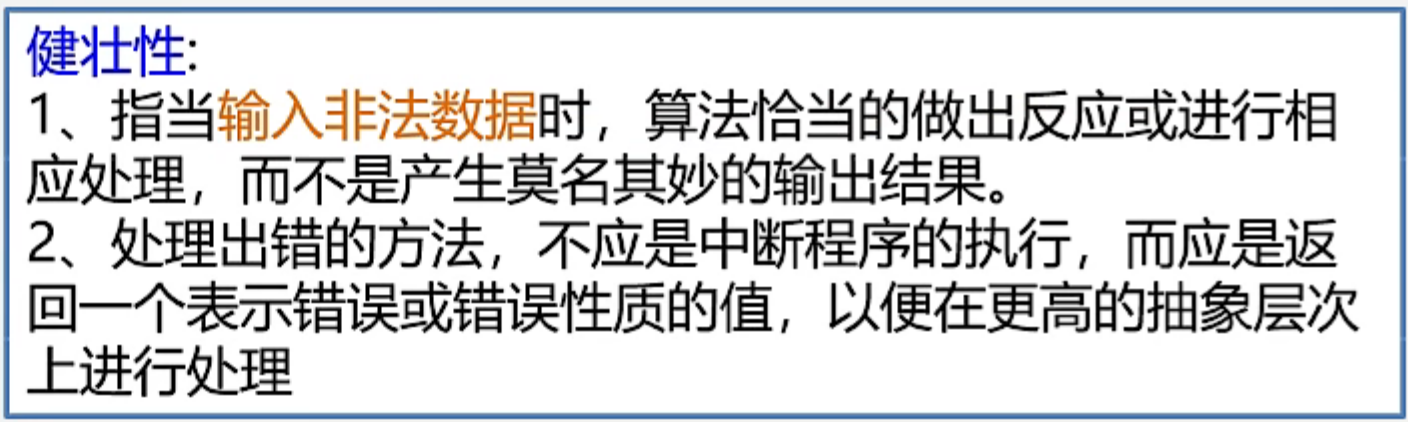 健壮性:
1、指当输入非法数据时，算法恰当的做出反应或进行相
应处理，而不是产生莫名其妙的输出结果。
2、处理出错的方法，不应是中断程序的执行，而应是返
回一个表示错误或错误性质的值，以便在更高的抽象层次
上进行处理